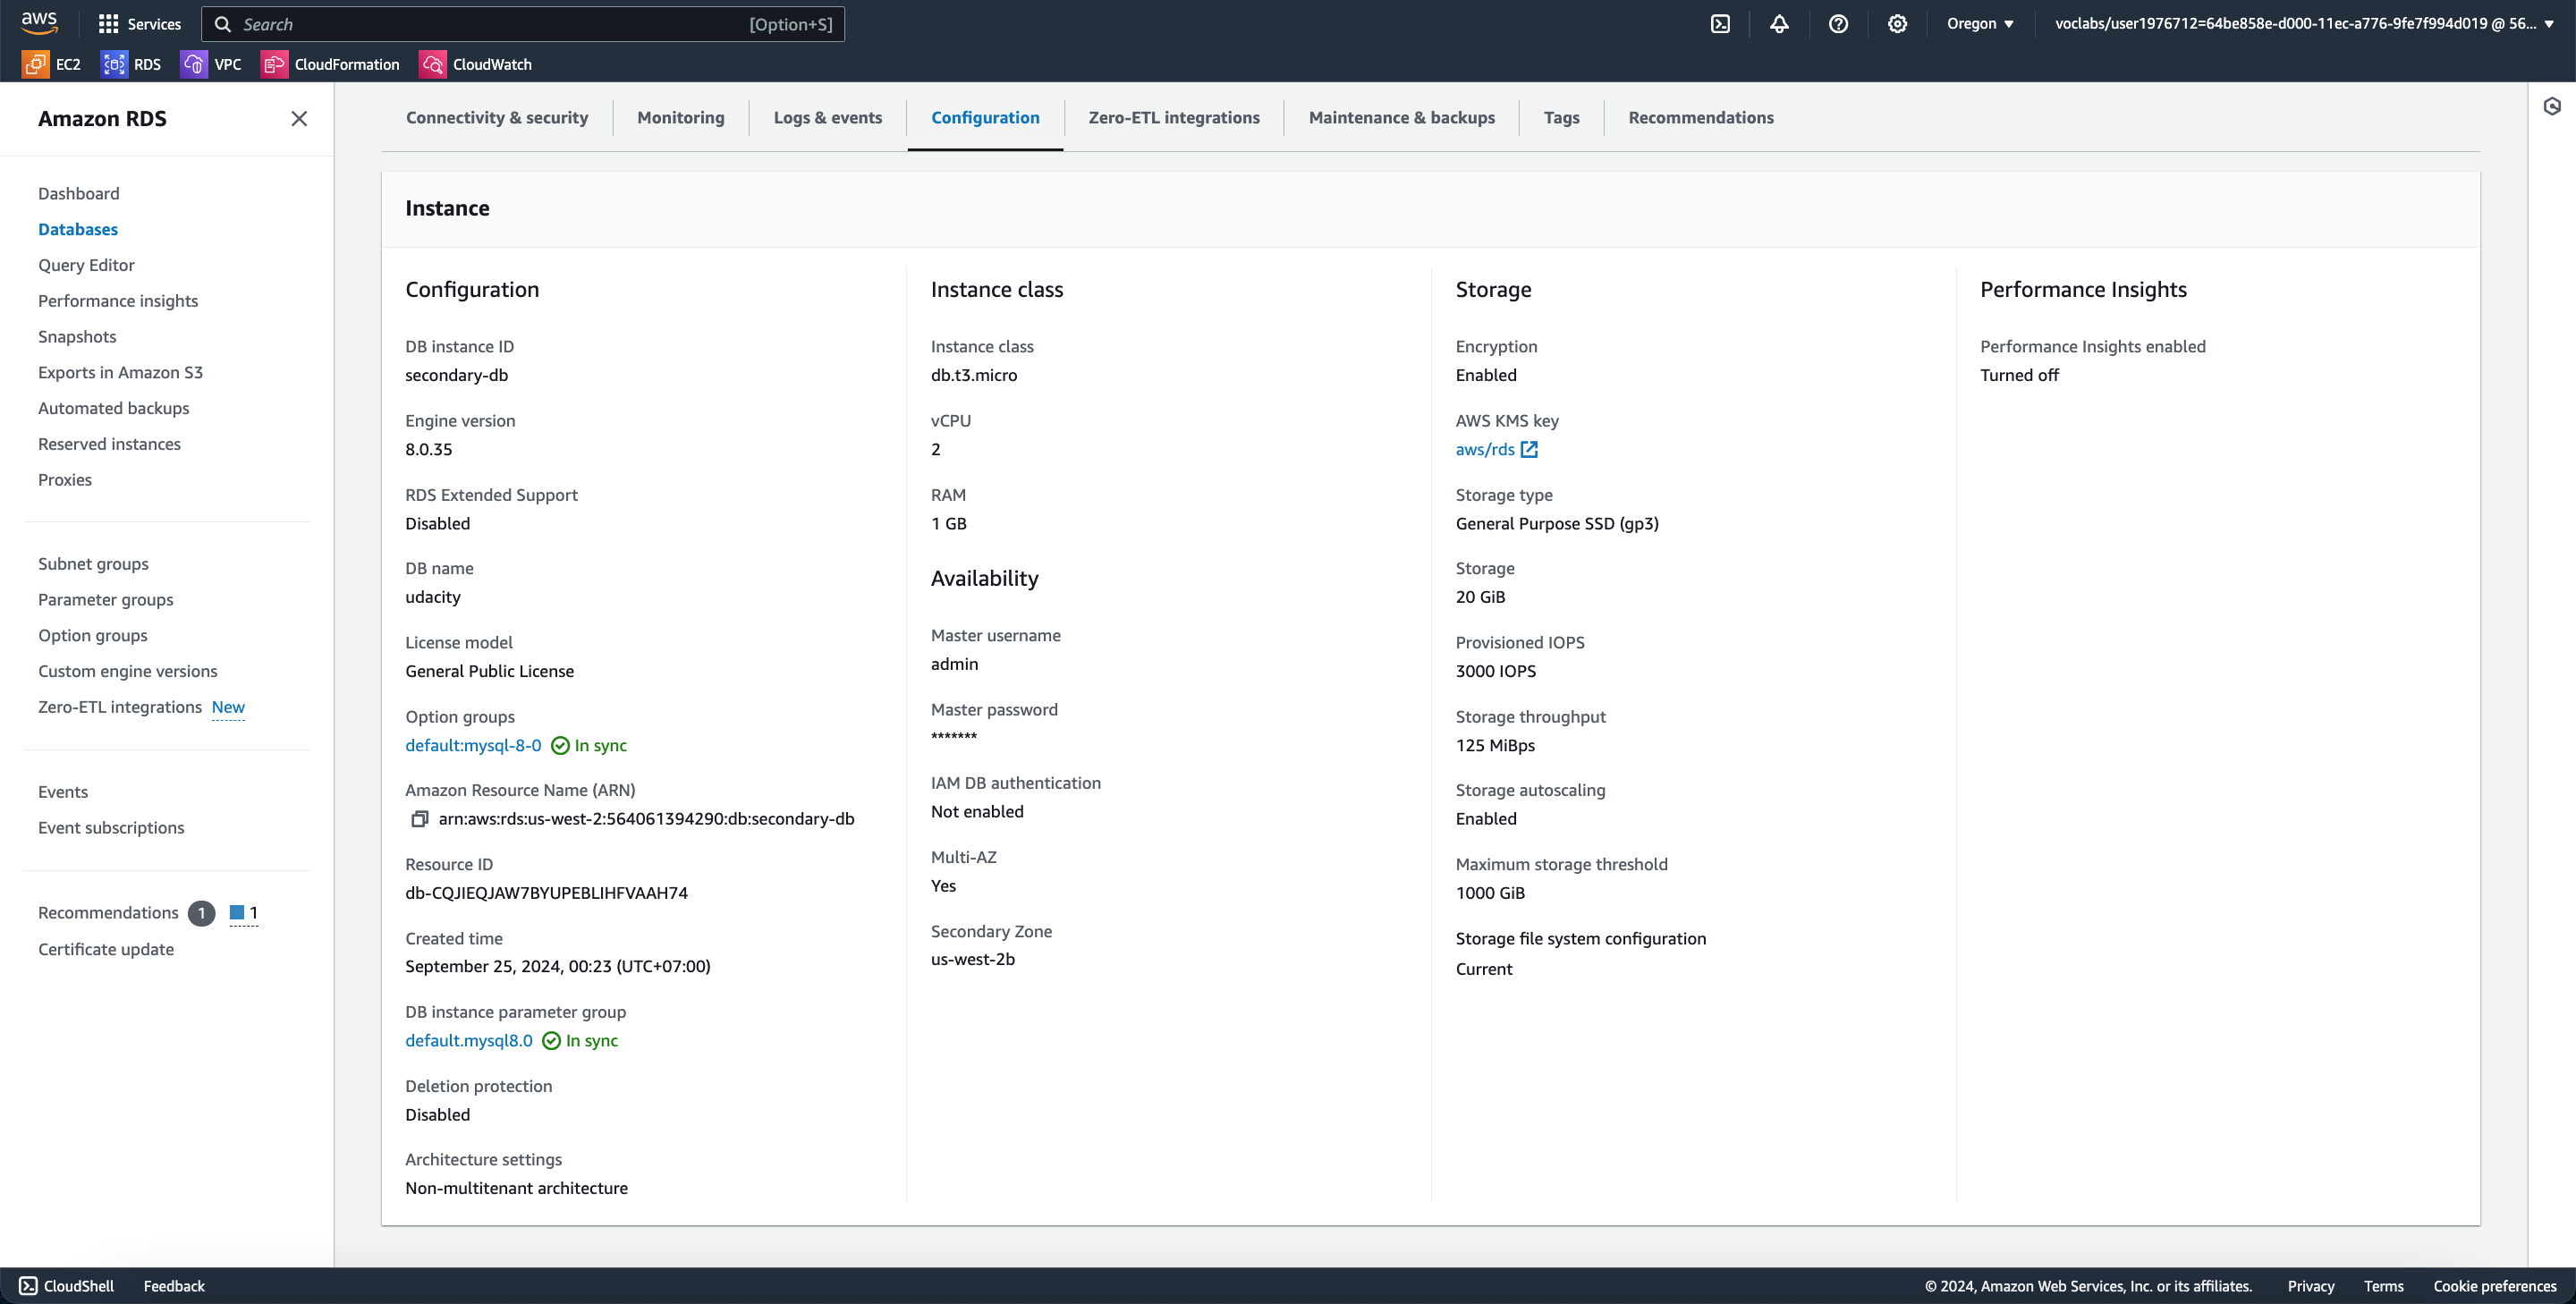 aws
Services
Search
[Option+S]
Oregon
voclabs/user1976712=64be858e-d000-11ec-a776-9fe7f994d019 @ 56...
EC2
RDS
VPC
CloudFormation
CloudWatch
Amazon RDS
Dashboard
Databases
Query Editor
Performance insights
Snapshots
Exports in Amazon S3
Automated backups
Reserved instances
Proxies
Subnet groups
Parameter groups
Option groups
Custom engine versions
Zero-ETL integrations New
Events
Event subscriptions
Recommendations 1 1
Certificate update
Connectivity & security
Monitoring
Logs & events
Configuration
Zero-ETL integrations
Maintenance & backups
Tags
Recommendations
Instance
Configuration
DB instance ID
secondary-db
Engine version
8.0.35
RDS Extended Support
Disabled
DB name
udacity
License model
General Public License
Option groups
default:mysql-8-0 In sync
Amazon Resource Name (ARN)
arn:aws:rds:us-west-2:564061394290:db:secondary-db
Resource ID
db-CQJIEQJAW7BYUPEBLIHFVAAH74
Created time
September 25, 2024, 00:23 (UTC+07:00)
DB instance parameter group
default.mysql8.0 In sync
Deletion protection
Disabled
Architecture settings
Non-multitenant architecture
Instance class
Instance class
db.t3.micro
vCPU
2
RAM
1 GB
Availability
Master username
admin
Master password
*******
IAM DB authentication
Not enabled
Multi-AZ
Yes
Secondary Zone
us-west-2b
Storage
Encryption
Enabled
AWS KMS key
aws/rds
Storage type
General Purpose SSD (gp3)
Storage
20 GiB
Provisioned IOPS
3000 IOPS
Storage throughput
125 MiBps
Storage autoscaling
Enabled
Maximum storage threshold
1000 GiB
Storage file system configuration
Current
Performance Insights
Performance Insights enabled
Turned off
CloudShell
Feedback
© 2024, Amazon Web Services, Inc. or its affiliates.
Privacy
Terms
Cookie preferences